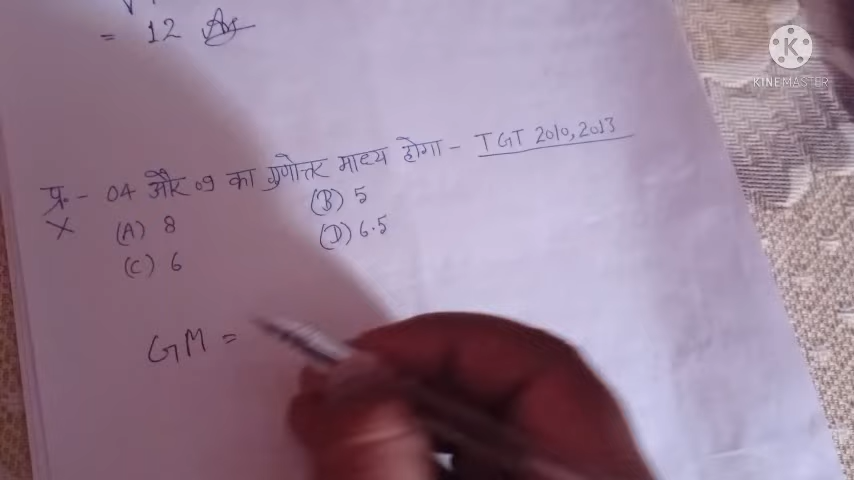 = 12 Ans
KINEMASTER
प्र. - 04 और 09 का गुणोत्तर माध्य होगा - TGT 2010, 2013
X (A) 8 (B) 5
(C) 6 (D) 6.5
GM =